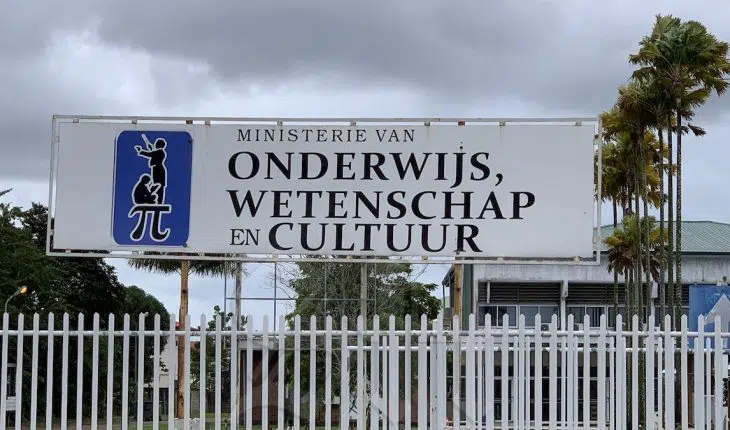 MINISTERIE VAN
ONDERWIJS,
WETENSCHAP
EN CULTUUR